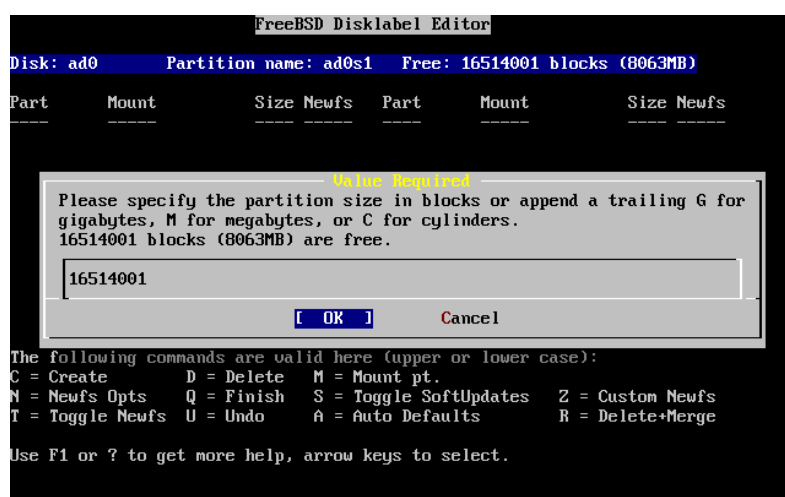 FreeBSD Disklabel Editor
Disk: ad0 Partition name: ad0s1 Free: 16514001 blocks (8063MB)
Part Mount Size Newfs Part Mount Size Newfs
---- ----- ---- ----- ---- ----- ---- -----
Value Required
Please specify the partition size in blocks or append a trailing G for
gigabytes, M for megabytes, or C for cylinders.
16514001 blocks (8063MB) are free.
16514001
[ OK ] Cancel
The following commands are valid here (upper or lower case):
C = Create D = Delete M = Mount pt.
N = Newfs Opts Q = Finish S = Toggle SoftUpdates Z = Custom Newfs
T = Toggle Newfs U = Undo A = Auto Defaults R = Delete+Merge
Use F1 or ? to get more help, arrow keys to select.